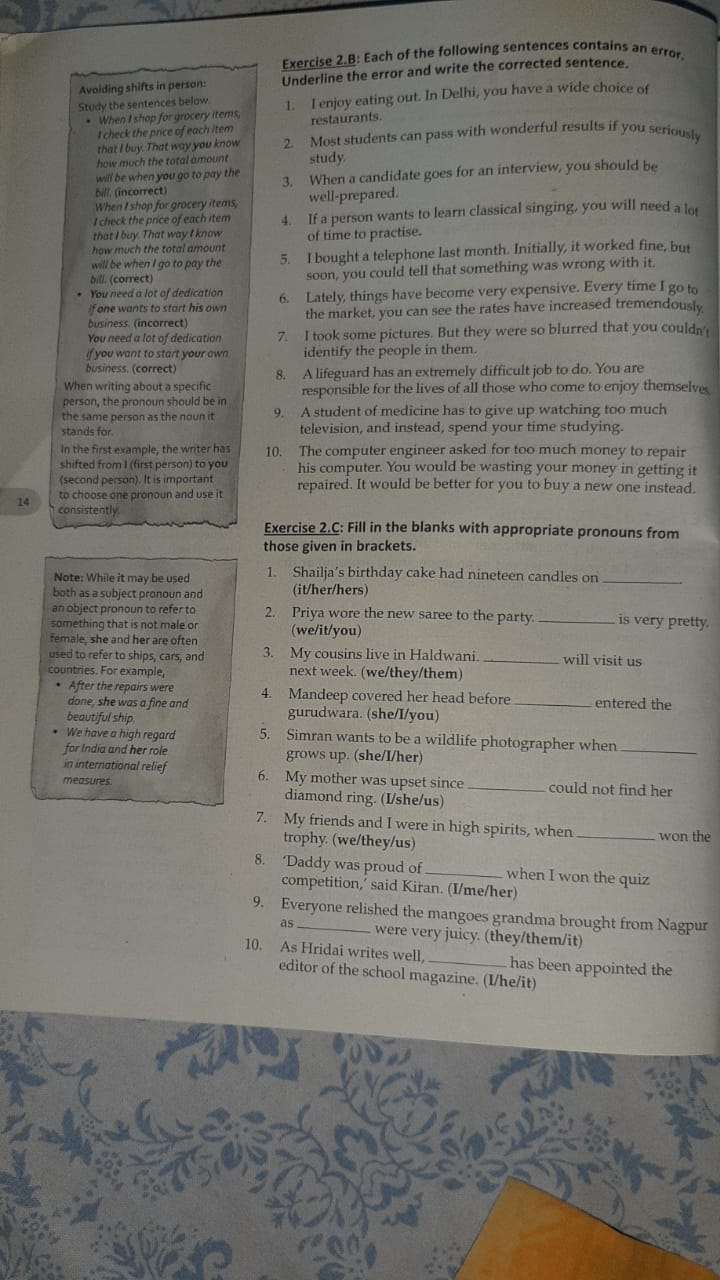 Avoiding shifts in person:
Study the sentences below.
• When I shop for grocery items,
I check the price of each item
that I buy. That way you know
how much the total amount
will be when you go to pay the
bill. (incorrect)
When I shop for grocery items,
I check the price of each item
that I buy. That way I know
how much the total amount
will be when I go to pay the
bill. (correct)
• You need a lot of dedication
if one wants to start his own
business. (incorrect)
You need a lot of dedication
if you want to start your own
business. (correct)
When writing about a specific
person, the pronoun should be in
the same person as the noun it
stands for.
In the first example, the writer has
shifted from I (first person) to you
(second person). It is important
to choose one pronoun and use it
consistently.
14
Note: While it may be used
both as a subject pronoun and
an object pronoun to refer to
something that is not male or
female, she and her are often
used to refer to ships, cars, and
countries. For example,
• After the repairs were
done, she was a fine and
beautiful ship.
• We have a high regard
for India and her role
in international relief
measures.
Exercise 2.B: Each of the following sentences contains an error.
Underline the error and write the corrected sentence.
1. I enjoy eating out. In Delhi, you have a wide choice of
restaurants.
2. Most students can pass with wonderful results if you seriously
study.
3. When a candidate goes for an interview, you should be
well-prepared.
4. If a person wants to learn classical singing, you will need a lot
of time to practise.
5. I bought a telephone last month. Initially, it worked fine, but
soon, you could tell that something was wrong with it.
6. Lately, things have become very expensive. Every time I go to
the market, you can see the rates have increased tremendously.
7. I took some pictures. But they were so blurred that you couldn't
identify the people in them.
8. A lifeguard has an extremely difficult job to do. You are
responsible for the lives of all those who come to enjoy themselves.
9. A student of medicine has to give up watching too much
television, and instead, spend your time studying.
10. The computer engineer asked for too much money to repair
his computer. You would be wasting your money in getting it
repaired. It would be better for you to buy a new one instead.
Exercise 2.C: Fill in the blanks with appropriate pronouns from
those given in brackets.
1. Shailja's birthday cake had nineteen candles on ________.
(it/her/hers)
2. Priya wore the new saree to the party. ________ is very pretty.
(we/it/you)
3. My cousins live in Haldwani. ________ will visit us
next week. (we/they/them)
4. Mandeep covered her head before ________ entered the
gurudwara. (she/I/you)
5. Simran wants to be a wildlife photographer when ________
grows up. (she/I/her)
6. My mother was upset since ________ could not find her
diamond ring. (I/she/us)
7. My friends and I were in high spirits, when ________ won the
trophy. (we/they/us)
8. 'Daddy was proud of ________ when I won the quiz
competition,' said Kiran. (I/me/her)
9. Everyone relished the mangoes grandma brought from Nagpur
as ________ were very juicy. (they/them/it)
10. As Hridai writes well, ________ has been appointed the
editor of the school magazine. (I/he/it)